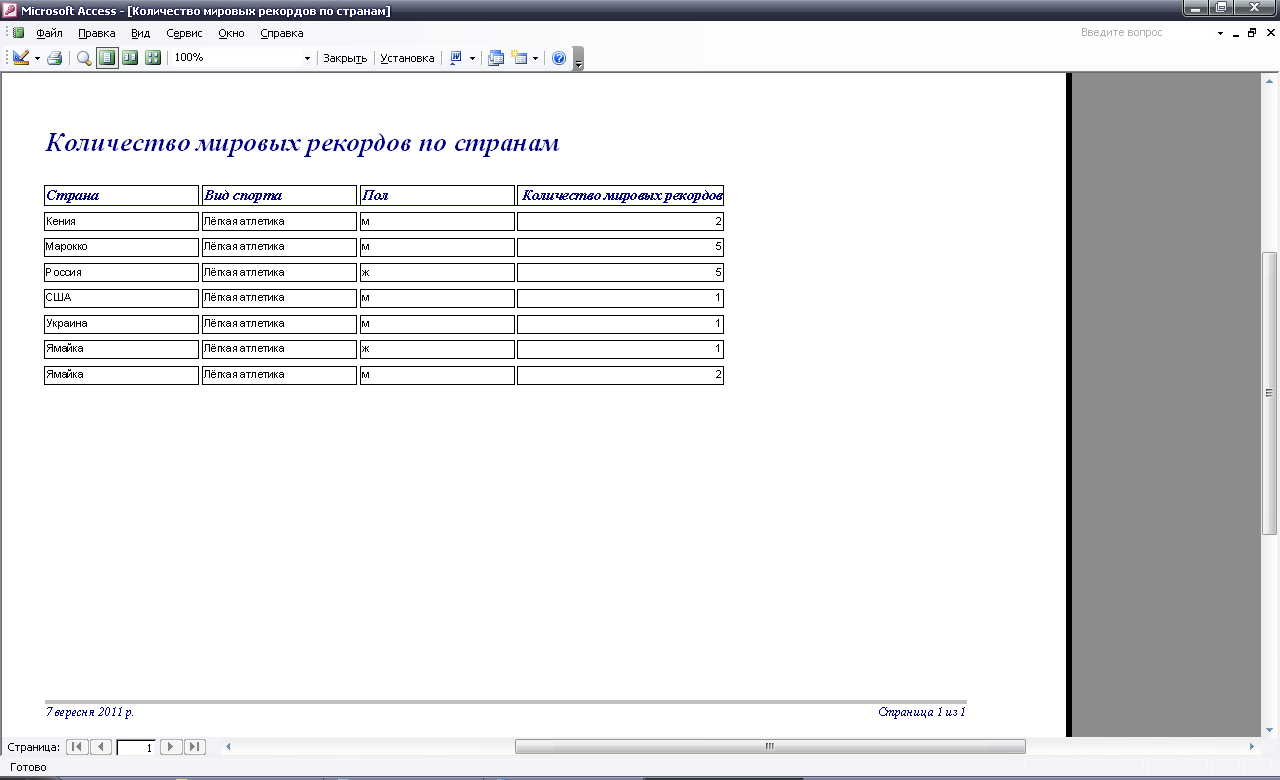 Microsoft Access - [Количество мировых рекордов по странам]
Файл Правка Вид Сервис Окно Справка Введите вопрос
100% Закрыть Установка
Количество мировых рекордов по странам
Страна Вид спорта Пол Количество мировых рекордов
Кения Лёгкая атлетика м 2
Марокко Лёгкая атлетика м 5
Россия Лёгкая атлетика ж 5
США Лёгкая атлетика м 1
Украина Лёгкая атлетика м 1
Ямайка Лёгкая атлетика ж 1
Ямайка Лёгкая атлетика м 2
7 вересня 2011 р. Страница 1 из 1
Страница: 1
Готово